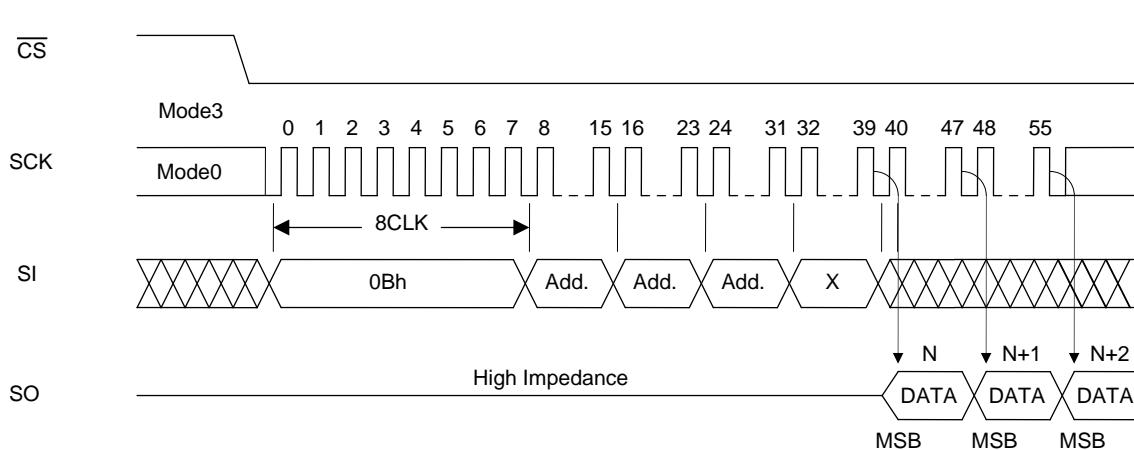 CS
Mode3
0 1 2 3 4 5 6 7 8 15 16 23 24 31 32 39 40 47 48 55
SCK
Mode0
8CLK
SI
0Bh Add. Add. Add. X
N N+1 N+2
High Impedance
SO
DATA DATA DATA
MSB MSB MSB